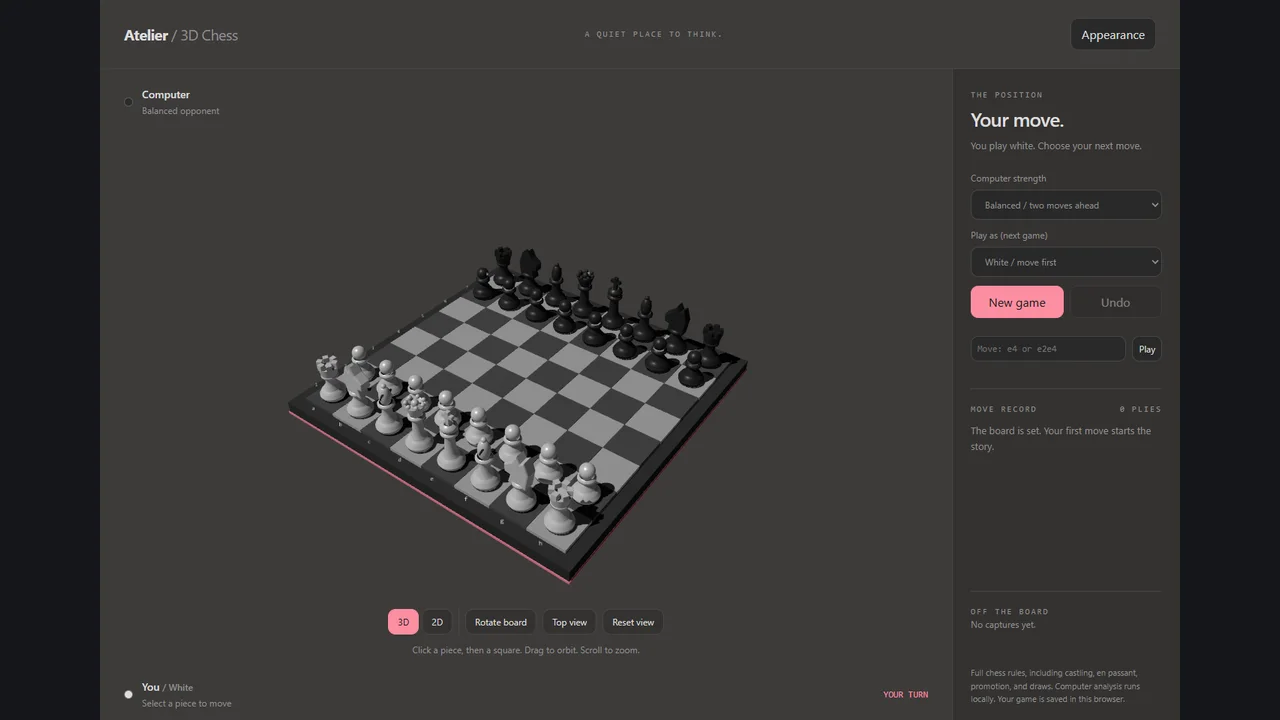 Atelier / 3D Chess
A QUIET PLACE TO THINK.
Appearance
Computer
Balanced opponent
THE POSITION
Your move.
You play white. Choose your next move.
Computer strength
Balanced / two moves ahead
Play as (next game)
White / move first
New game
Undo
Move: e4 or e2e4
Play
MOVE RECORD
0 PLIES
The board is set. Your first move starts the
story.
a
b
c
d
e
f
g
h
3D
2D
Rotate board
Top view
Reset view
Click a piece, then a square. Drag to orbit. Scroll to zoom.
OFF THE BOARD
No captures yet.
You / White
Select a piece to move
YOUR TURN
Full chess rules, including castling, en passant,
promotion, and draws. Computer analysis runs
locally. Your game is saved in this browser.